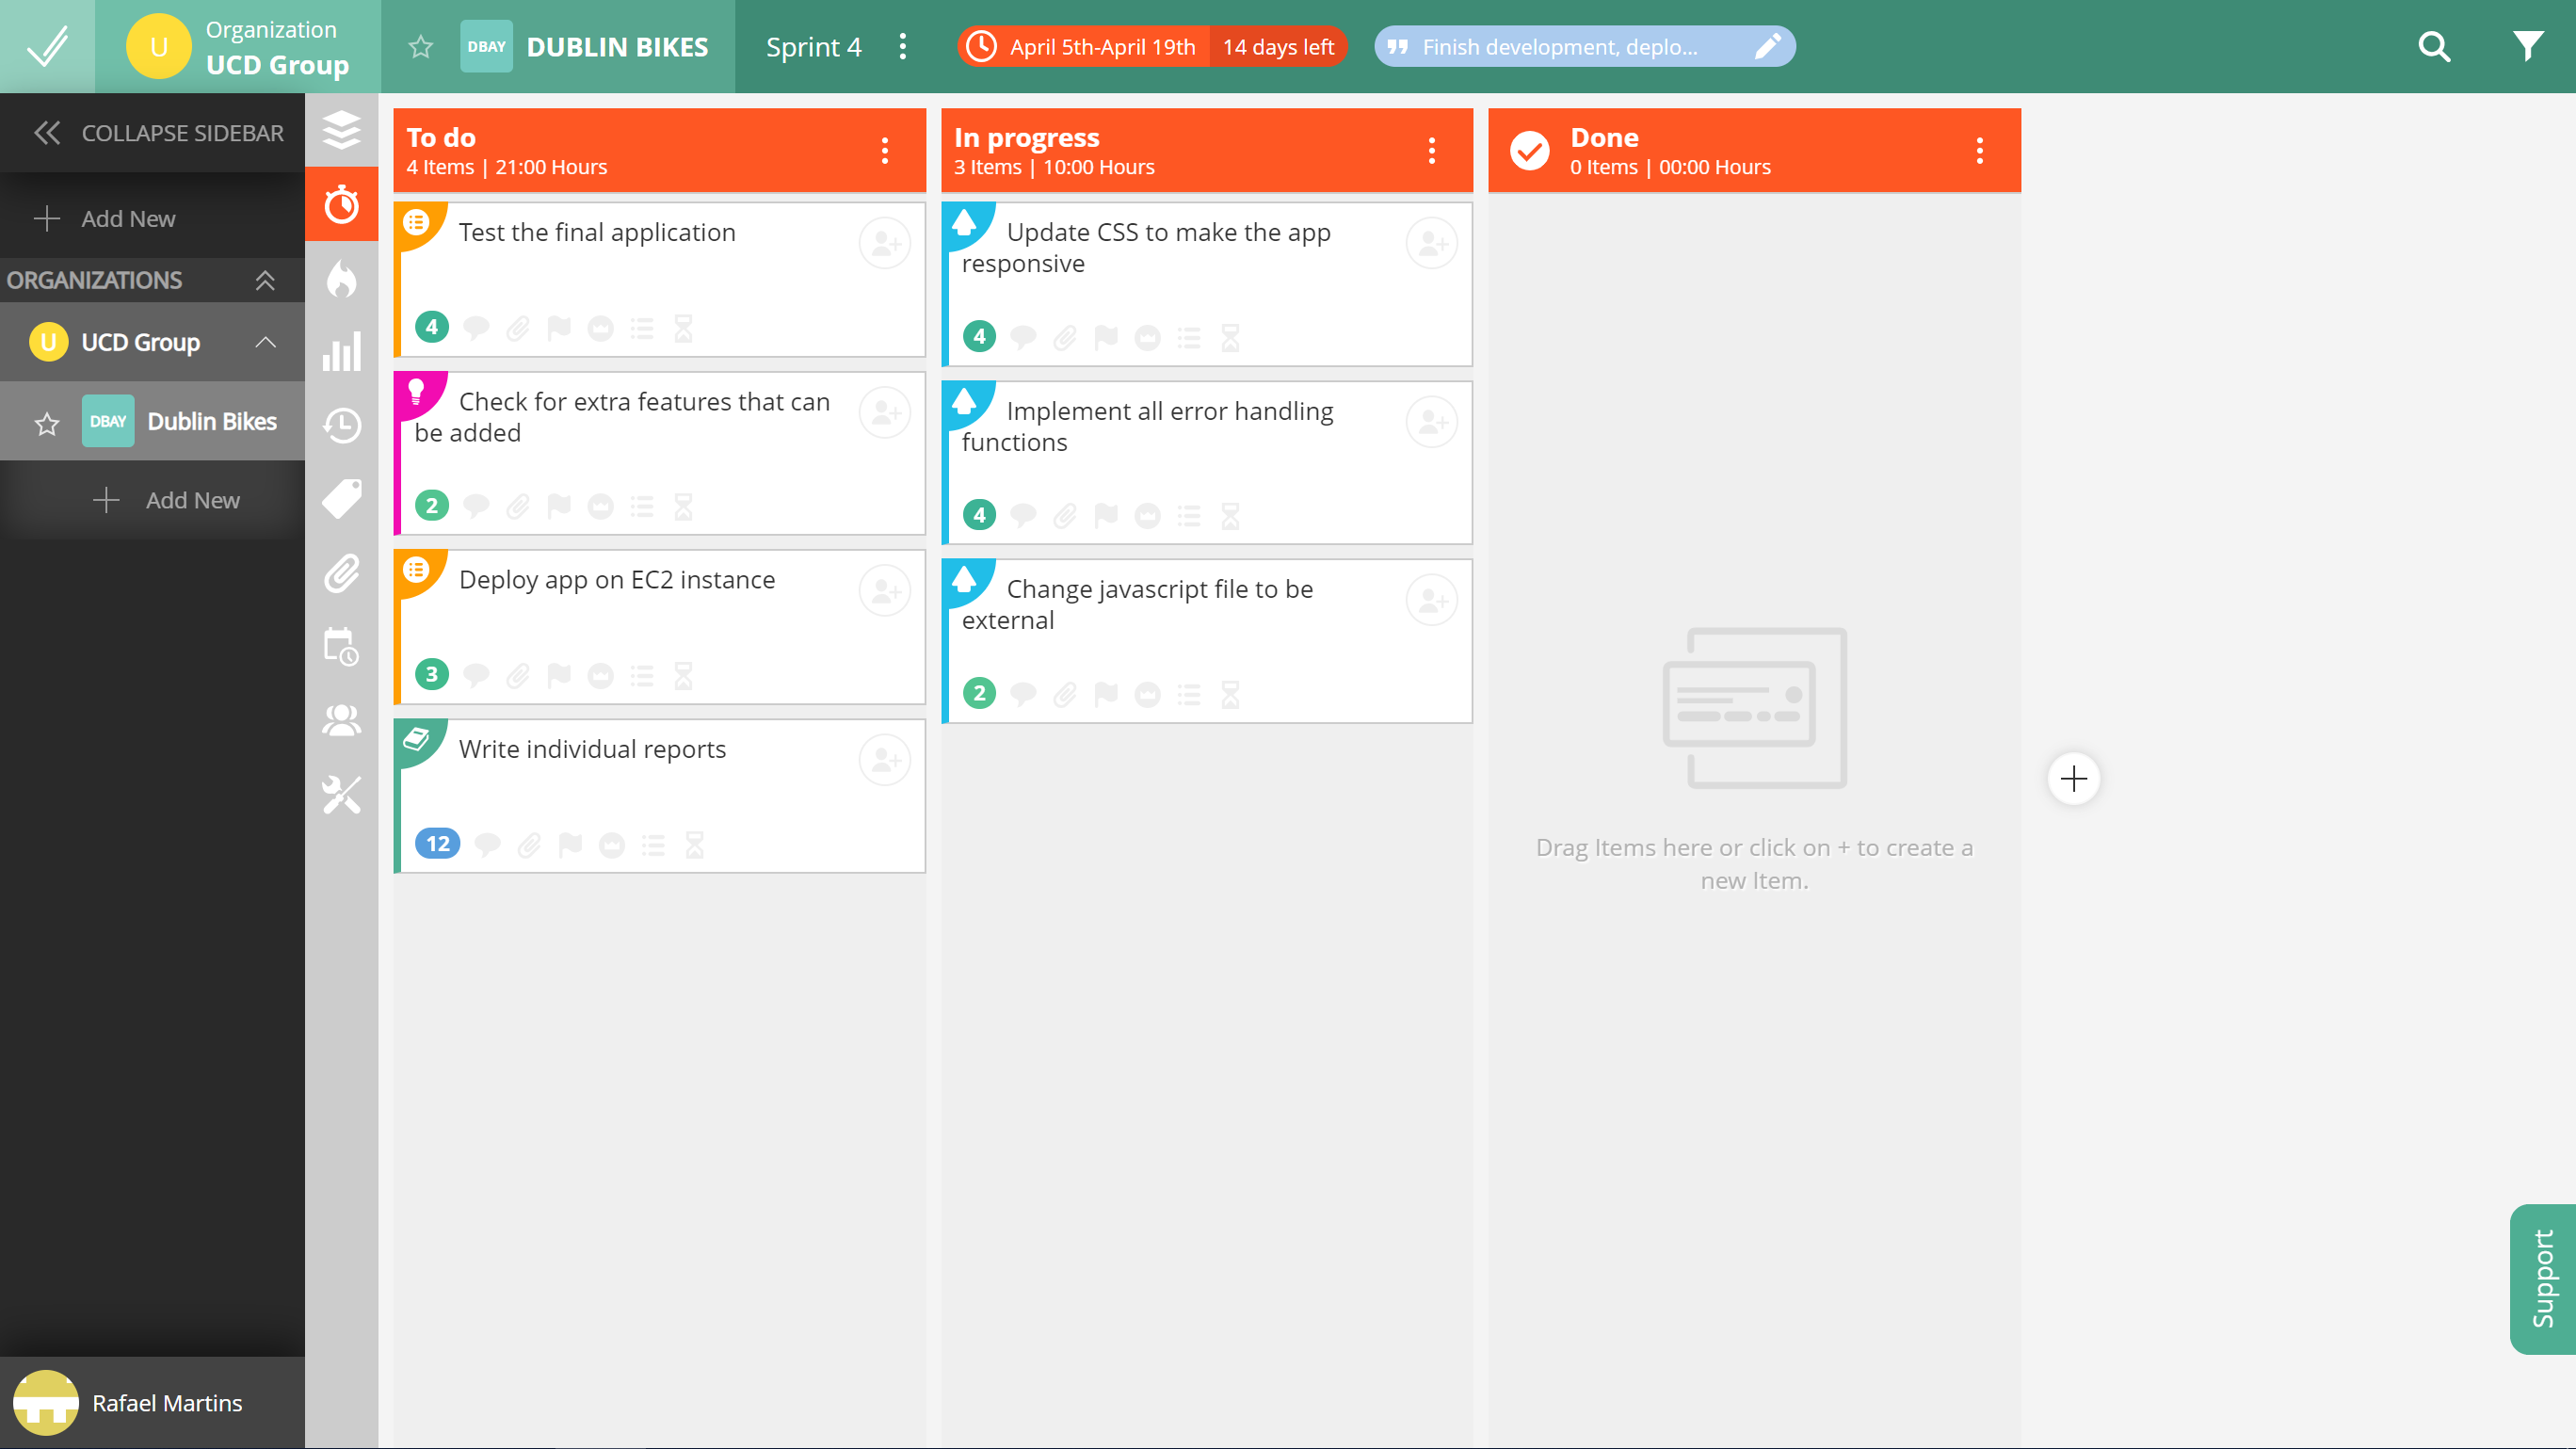 U
Organization
UCD Group
DBAY
DUBLIN BIKES
Sprint 4
April 5th-April 19th
14 days left
Finish development, deplo...
COLLAPSE SIDEBAR
Add New
ORGANIZATIONS
U
UCD Group
DBAY
Dublin Bikes
Add New
Rafael Martins
To do
4 Items | 21:00 Hours
Test the final application
4
Check for extra features that can
be added
2
Deploy app on EC2 instance
3
Write individual reports
12
In progress
3 Items | 10:00 Hours
Update CSS to make the app
responsive
4
Implement all error handling
functions
4
Change javascript file to be
external
2
Done
0 Items | 00:00 Hours
Drag Items here or click on + to create a
new Item.
Support